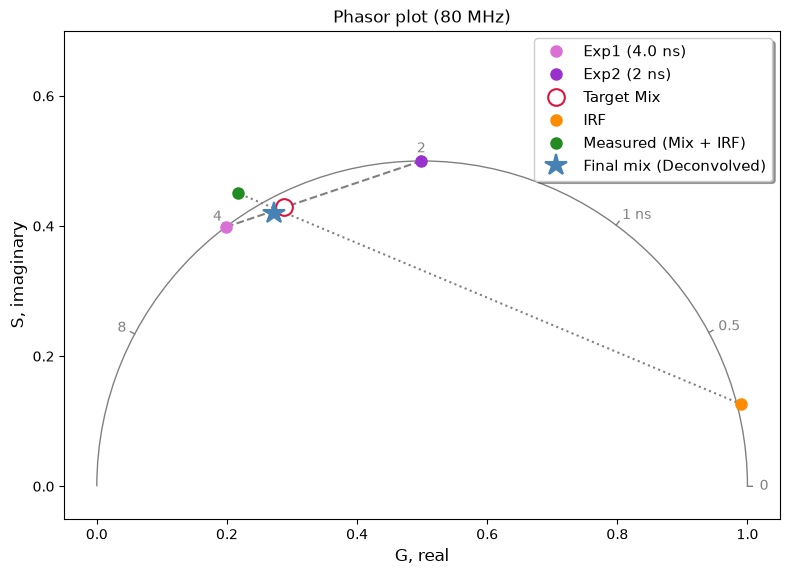 Phasor plot (80 MHz)
Exp1 (4.0 ns)
Exp2 (2 ns)
Target Mix
IRF
Measured (Mix + IRF)
Final mix (Deconvolved)
2
4
1 ns
8
0.5
0
S, imaginary
0.6
0.4
0.2
0.0
0.0
0.2
0.4
0.6
0.8
1.0
G, real